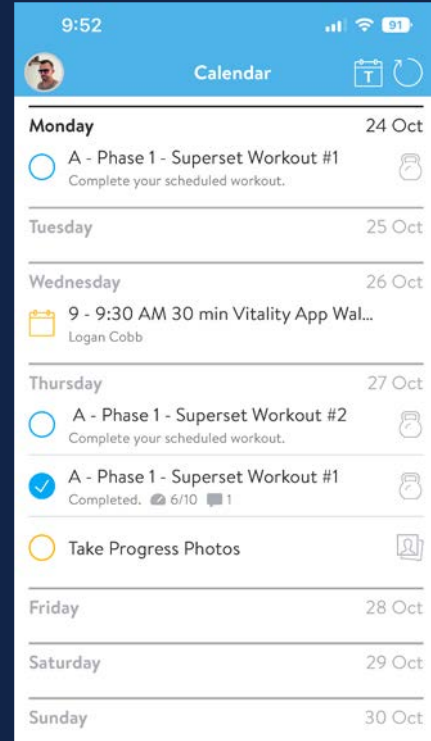 9:52
91
Calendar
T
Monday 24 Oct
A - Phase 1 - Superset Workout #1
Complete your scheduled workout.
Tuesday 25 Oct
Wednesday 26 Oct
9 - 9:30 AM 30 min Vitality App Wal...
Logan Cobb
Thursday 27 Oct
A - Phase 1 - Superset Workout #2
Complete your scheduled workout.
A - Phase 1 - Superset Workout #1
Completed. 6/10 1
Take Progress Photos
Friday 28 Oct
Saturday 29 Oct
Sunday 30 Oct